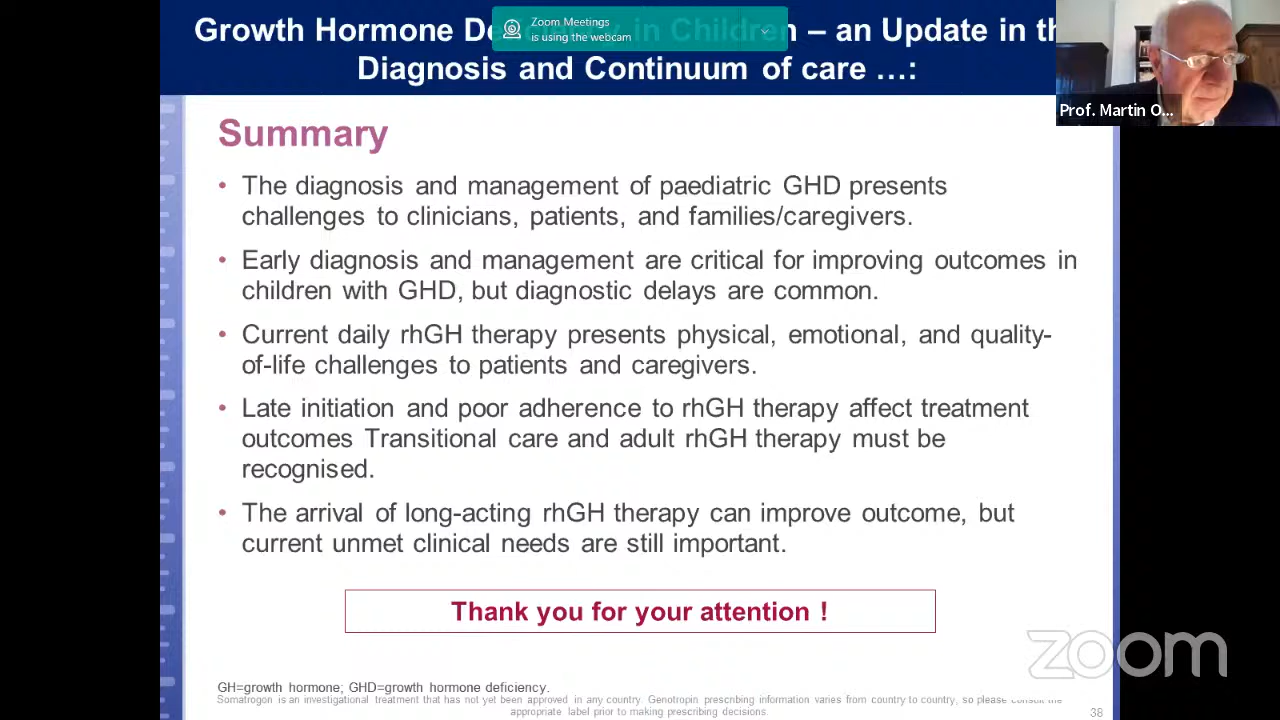 Growth Hormone De in Children – an Update in th
Diagnosis and Continuum of care …:
Zoom Meetings
is using the webcam
Prof. Martin O...
Summary
• The diagnosis and management of paediatric GHD presents
challenges to clinicians, patients, and families/caregivers.
• Early diagnosis and management are critical for improving outcomes in
children with GHD, but diagnostic delays are common.
• Current daily rhGH therapy presents physical, emotional, and quality-
of-life challenges to patients and caregivers.
• Late initiation and poor adherence to rhGH therapy affect treatment
outcomes Transitional care and adult rhGH therapy must be
recognised.
• The arrival of long-acting rhGH therapy can improve outcome, but
current unmet clinical needs are still important.
Thank you for your attention !
zoom
GH=growth hormone; GHD=growth hormone deficiency.
Somatrogon is an investigational treatment that has not yet been approved in any country. Genotropin prescribing information varies from country to country, so please consult the
appropriate label prior to making prescribing decisions.
38